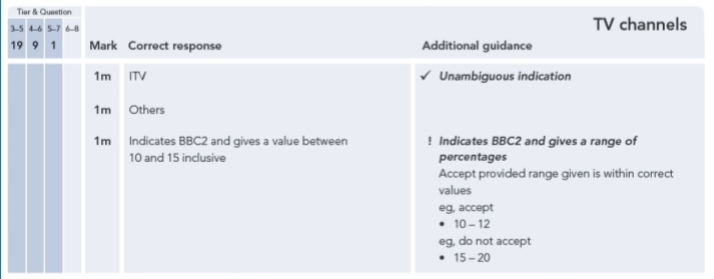 Tier & Question
TV channels
3–5 4–6 5–7 6–8
19 9 1
Mark Correct response Additional guidance
1m ITV ✓ Unambiguous indication
1m Others
1m Indicates BBC2 and gives a value between ! Indicates BBC2 and gives a range of
10 and 15 inclusive percentages
Accept provided range given is within correct
values
eg, accept
• 10 – 12
eg, do not accept
• 15 – 20